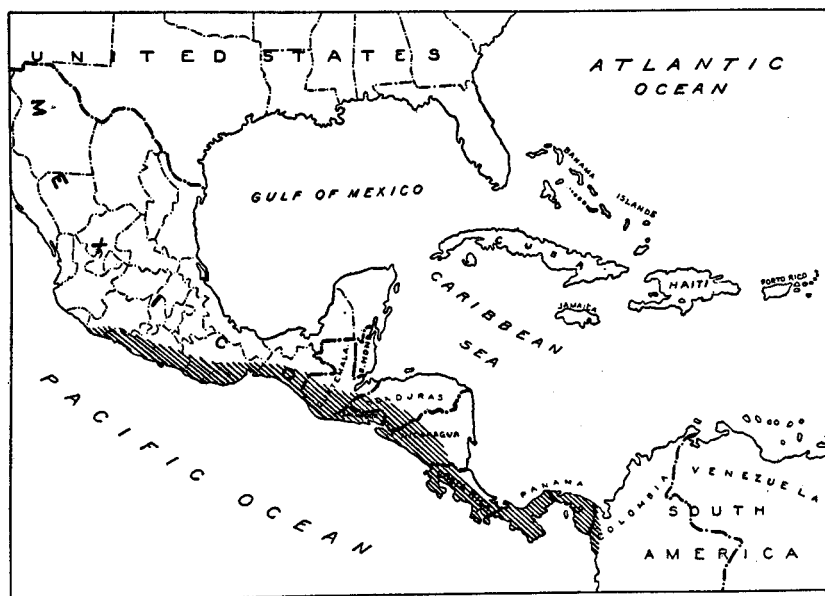 UNITED STATES
ATLANTIC
OCEAN
MEXICO
GULF OF MEXICO
BAHAMA
ISLANDS
CUBA
HAITI
PORTO RICO
JAMAICA
CARIBBEAN
SEA
PACIFIC OCEAN
HONDURAS
NICARAGUA
COSTA RICA
PANAMA
COLOMBIA
VENEZUELA
SOUTH
AMERICA